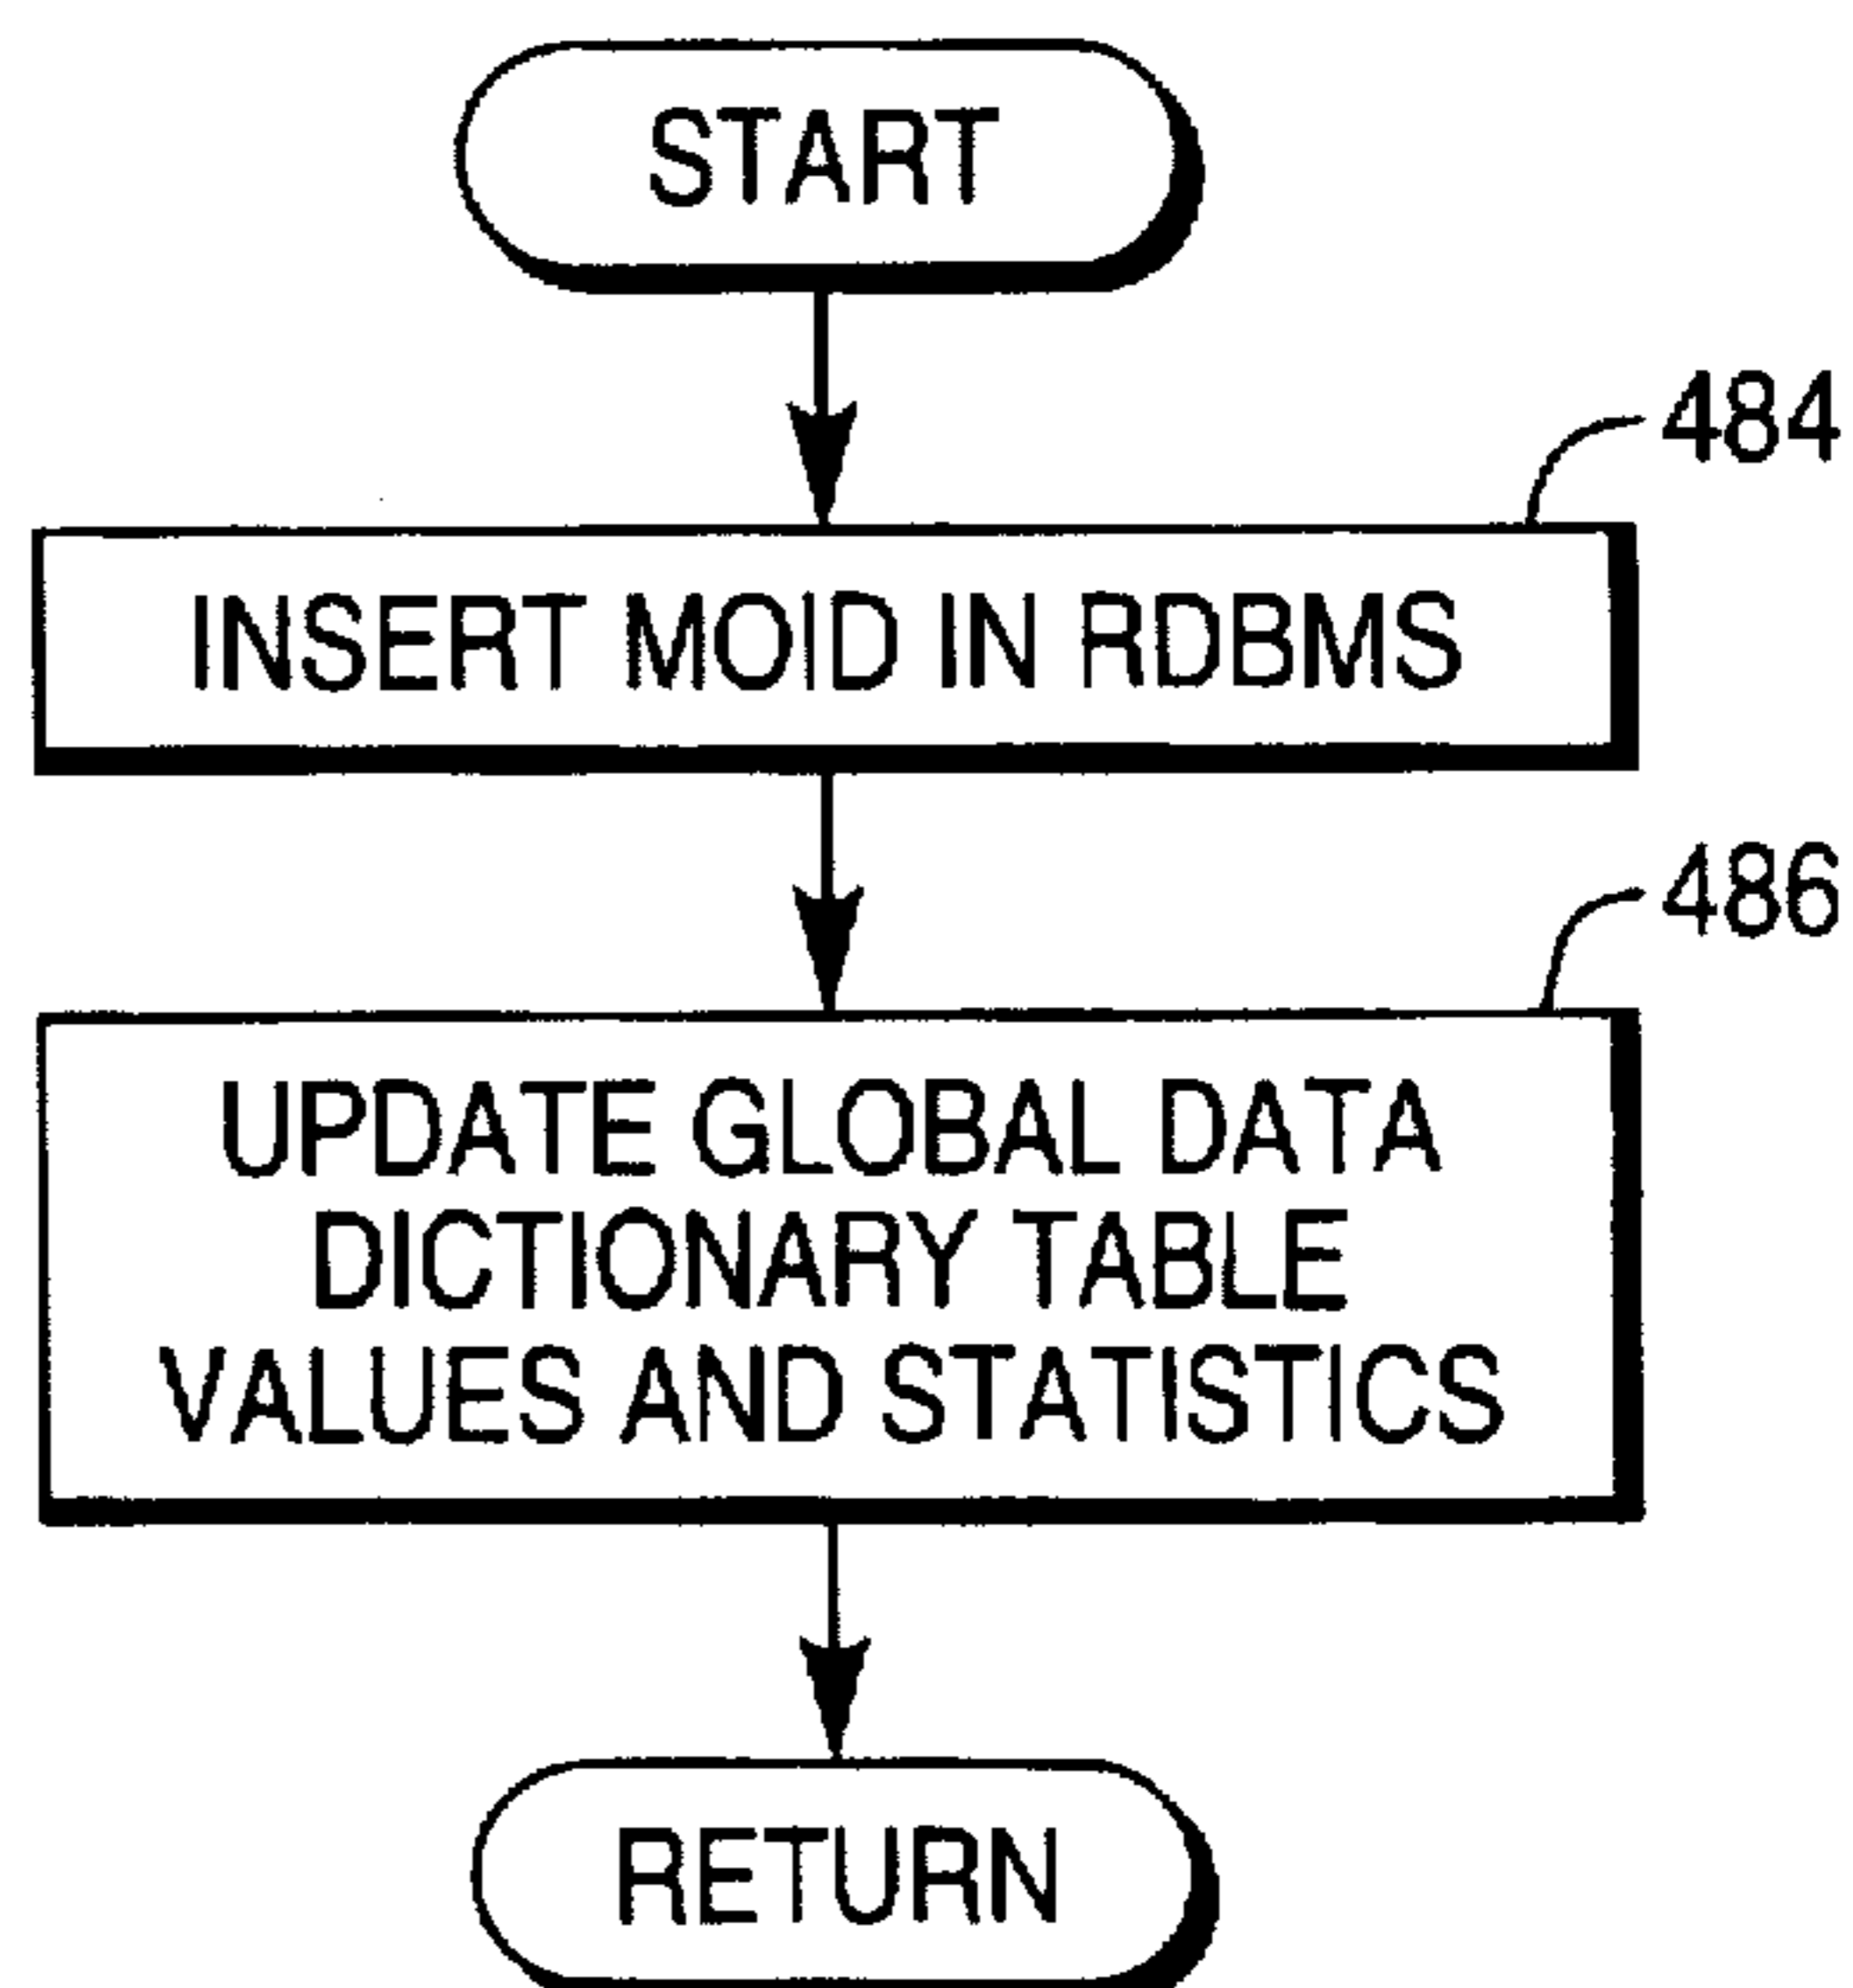 START
484
INSERT MOID IN RDBMS
486
UPDATE GLOBAL DATA
DICTIONARY TABLE
VALUES AND STATISTICS
RETURN